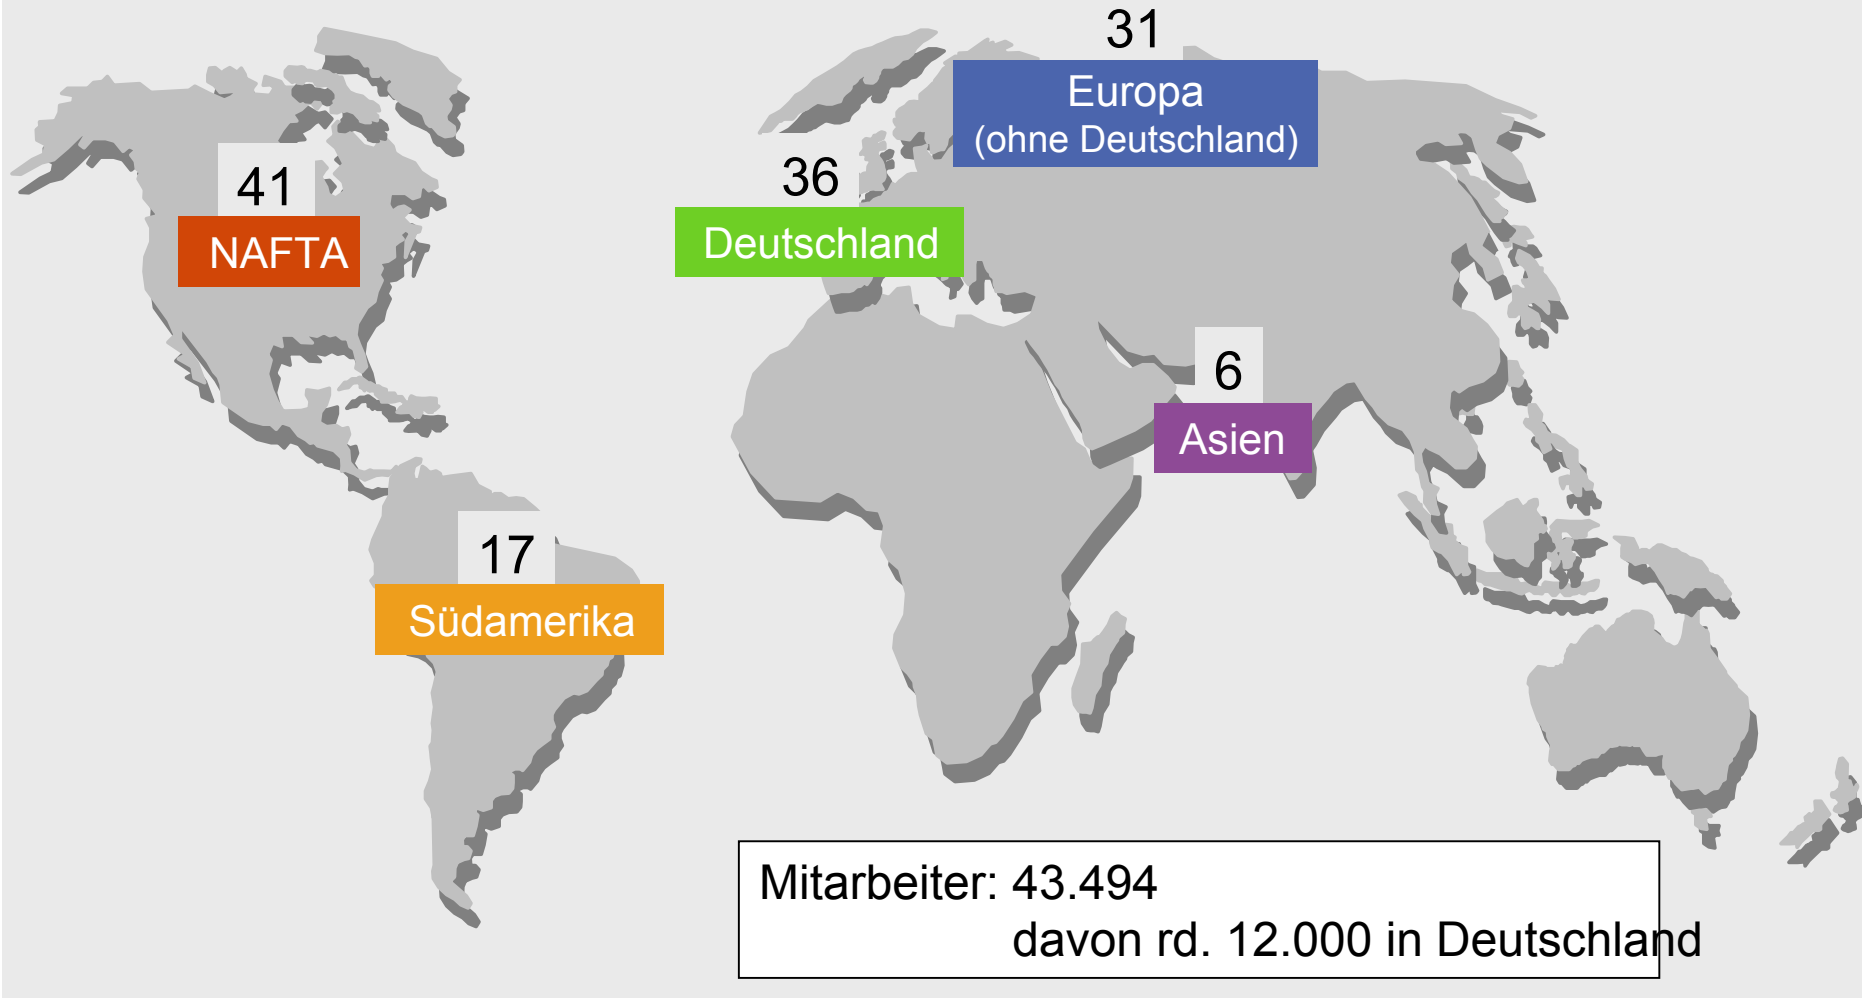 31
Europa
(ohne Deutschland)
41
NAFTA
36
Deutschland
6
Asien
17
Südamerika
Mitarbeiter: 43.494
davon rd. 12.000 in Deutschland